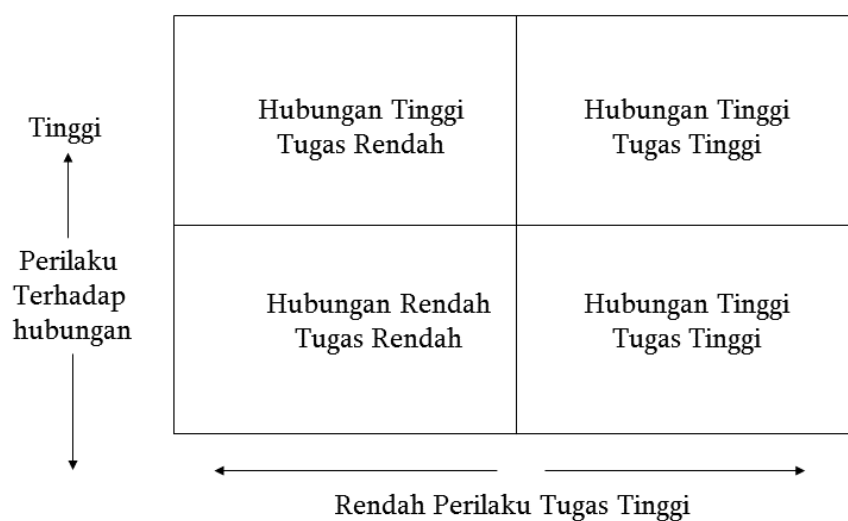 Tinggi
Hubungan Tinggi
Tugas Rendah
Hubungan Tinggi
Tugas Tinggi
Perilaku
Terhadap
hubungan
Hubungan Rendah
Tugas Rendah
Hubungan Tinggi
Tugas Tinggi
Rendah Perilaku Tugas Tinggi